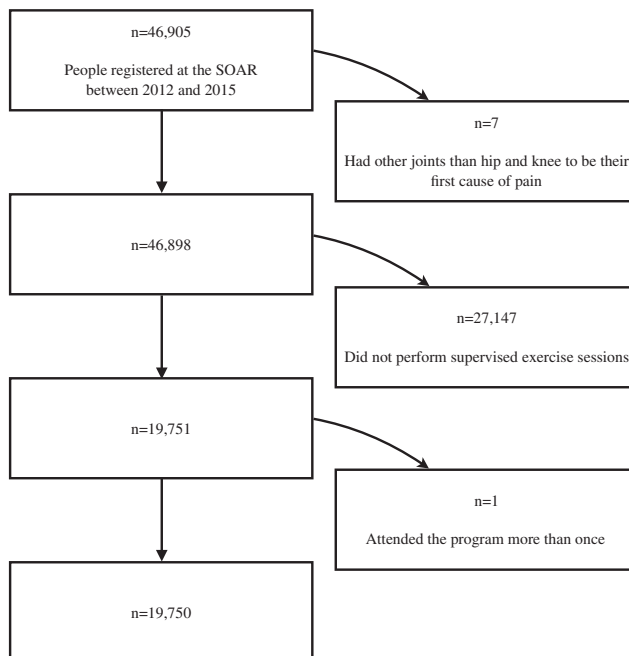 n=46,905
People registered at the SOAR
between 2012 and 2015
n=7
Had other joints than hip and knee to be their
first cause of pain
n=46,898
n=27,147
Did not perform supervised exercise sessions
n=19,751
n=1
Attended the program more than once
n=19,750